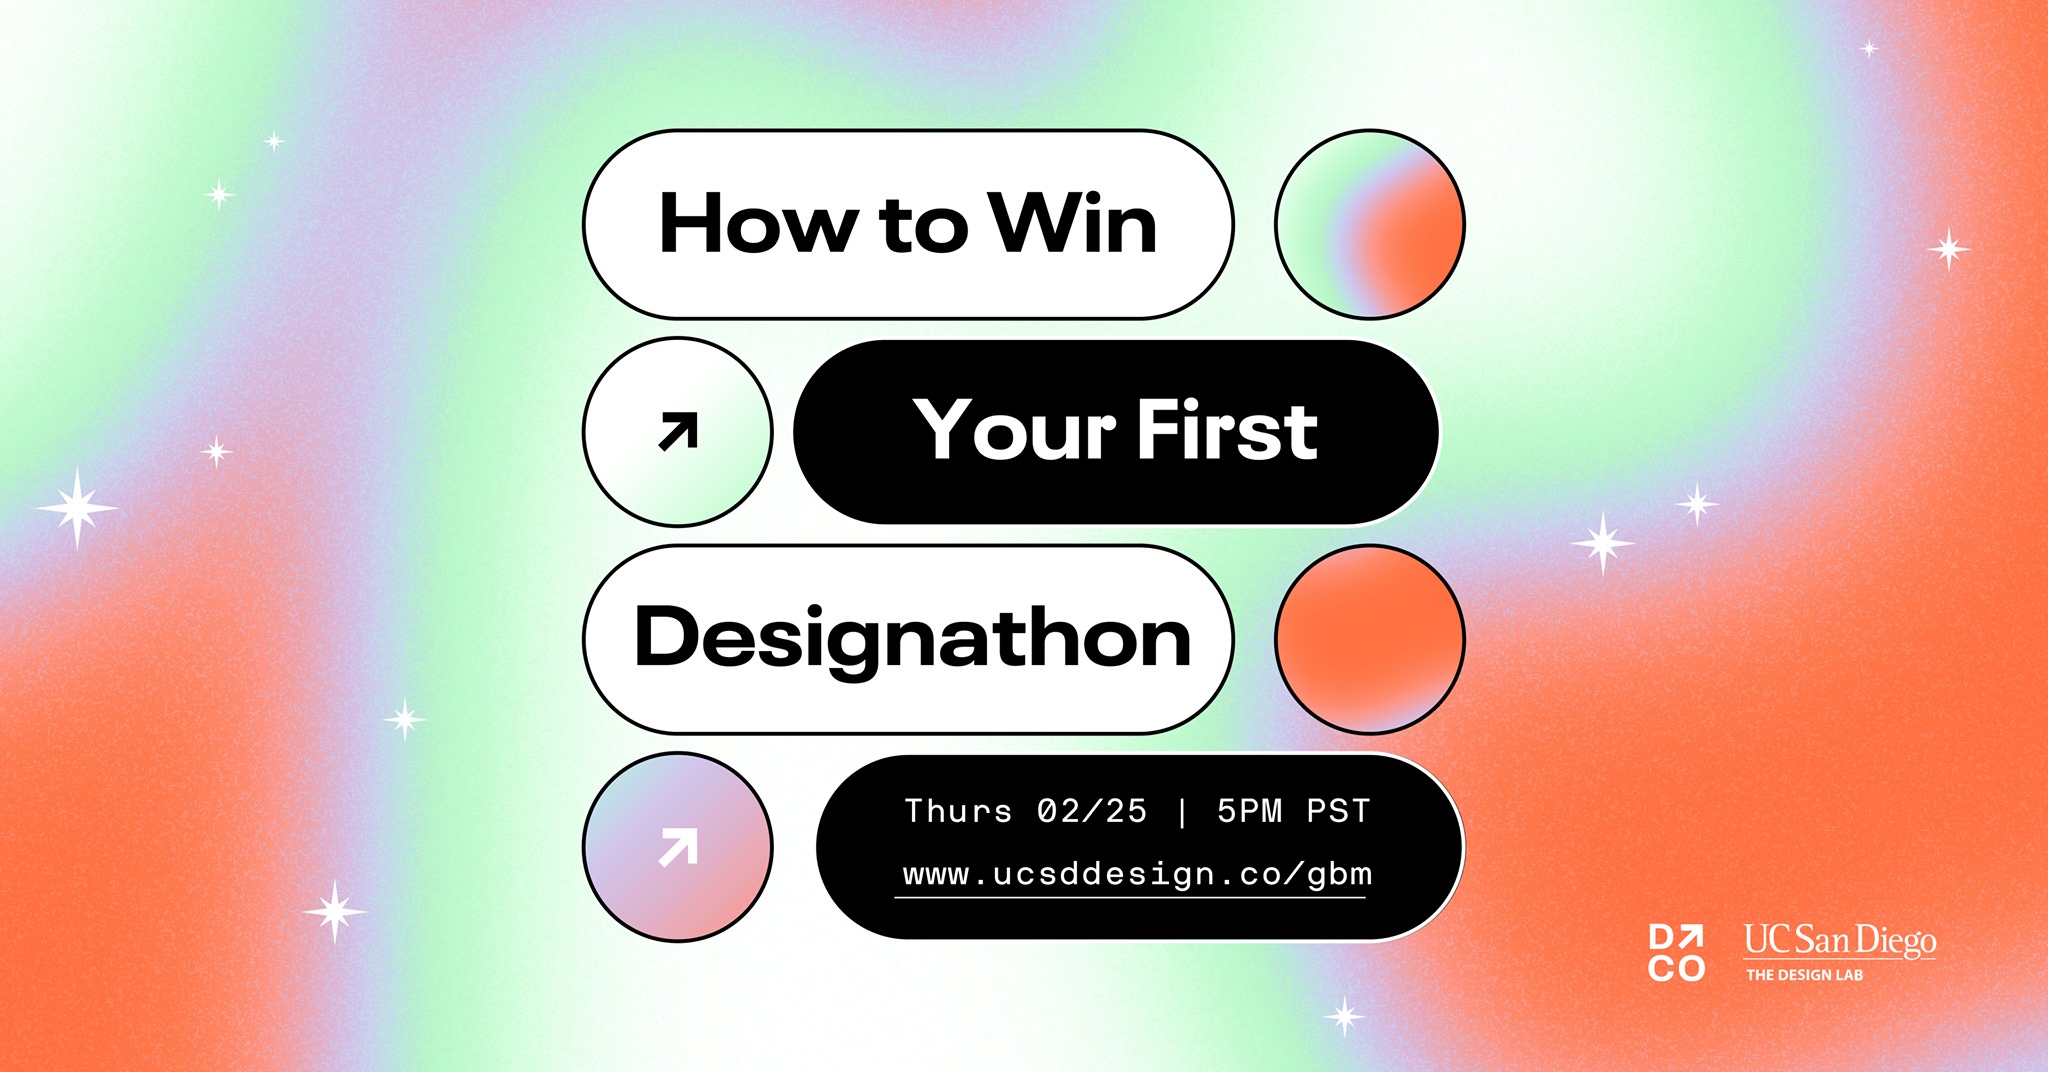 How to Win
Your First
Designathon
Thurs 02/25 | 5PM PST
www.ucsddesign.co/gbm
D↗
CO
UC San Diego
THE DESIGN LAB